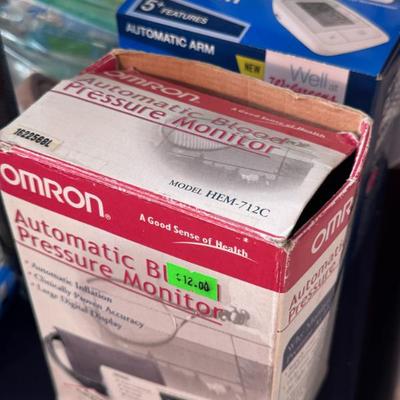 5+ FEATURES
AUTOMATIC ARM
NEW
Well at
Walgreens
OMRON
Automatic Blood
Pressure Monitor
A Good Sense of Health
1622500L
MODEL HEM-712C
OMRON
A Good Sense of Health
Automatic Bl
Pressure Monitor
Automatic Inflation
Clinically Proven Accuracy
Large Digital Display
$12.00
OMRON
Automatic
Pressure